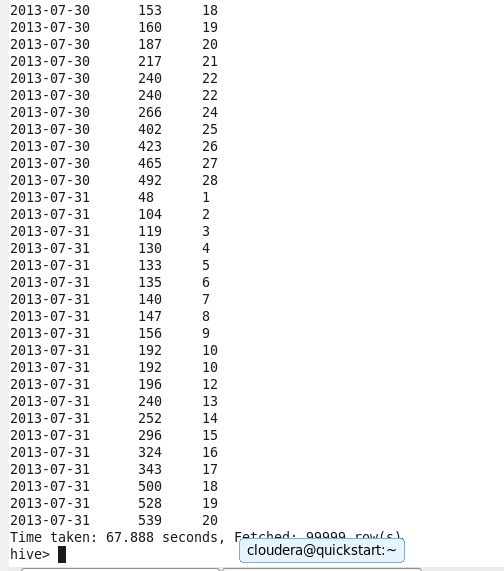 2013-07-30 153 18
2013-07-30 160 19
2013-07-30 187 20
2013-07-30 217 21
2013-07-30 240 22
2013-07-30 240 22
2013-07-30 266 24
2013-07-30 402 25
2013-07-30 423 26
2013-07-30 465 27
2013-07-30 492 28
2013-07-31 48 1
2013-07-31 104 2
2013-07-31 119 3
2013-07-31 130 4
2013-07-31 133 5
2013-07-31 135 6
2013-07-31 140 7
2013-07-31 147 8
2013-07-31 156 9
2013-07-31 192 10
2013-07-31 192 10
2013-07-31 196 12
2013-07-31 240 13
2013-07-31 252 14
2013-07-31 296 15
2013-07-31 324 16
2013-07-31 343 17
2013-07-31 500 18
2013-07-31 528 19
2013-07-31 539 20
Time taken: 67.888 seconds, Fetched: 99999 row(s)
hive>
cloudera@quickstart:~